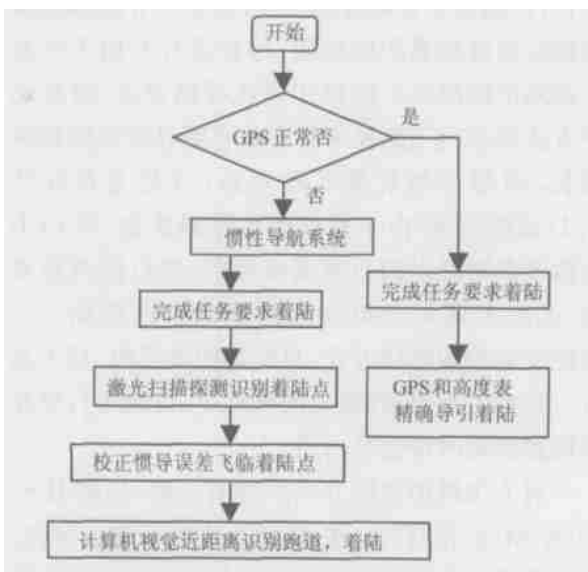 开始
GPS正常否
是
否
惯性导航系统
完成任务要求着陆
完成任务要求着陆
激光扫描探测识别着陆点
GPS和高度表
精确导引着陆
校正惯导误差飞临着陆点
计算机视觉近距离识别跑道，着陆